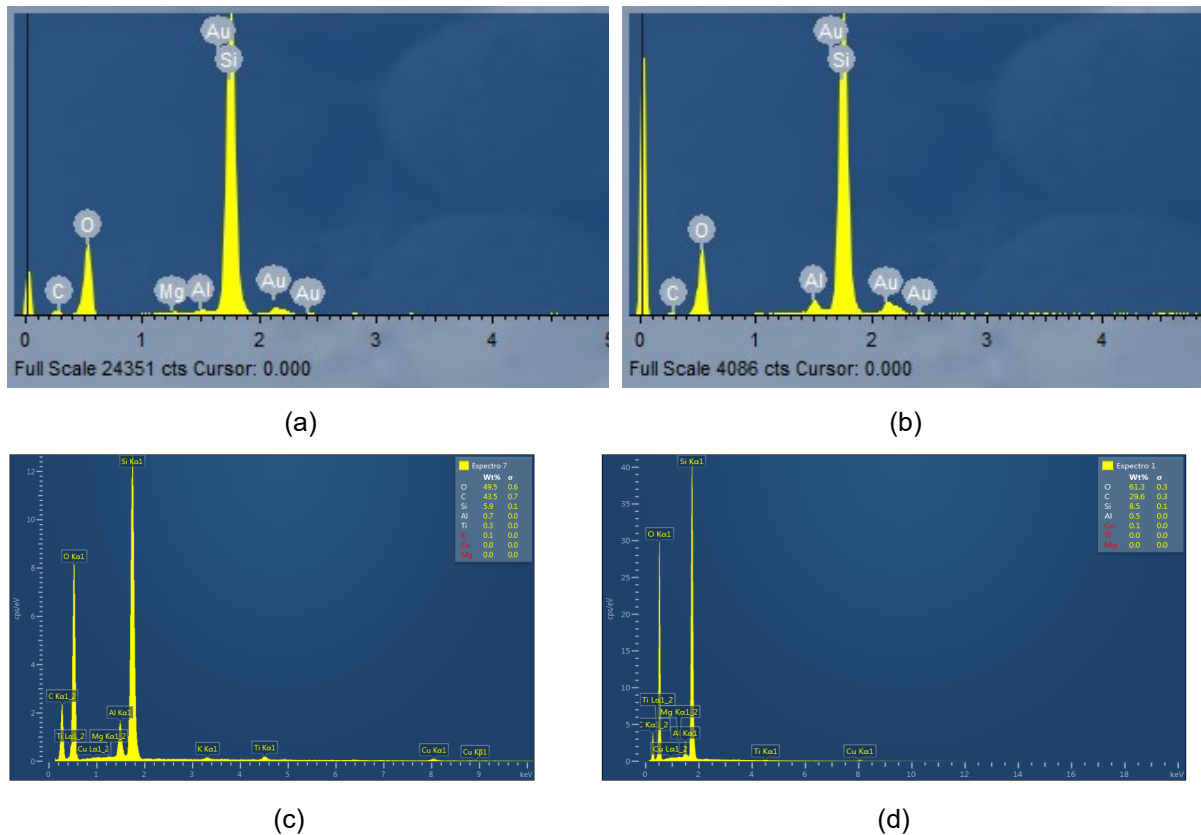 Au
Si
O
C
Mg
Al
Au
Au
0 1 2 3 4 5
Full Scale 24351 cts Cursor: 0.000
(a)
Au
Si
O
C
Al
Au
Au
0 1 2 3 4
Full Scale 4086 cts Cursor: 0.000
(b)
Si Kα1
O Kα1
C Kα1_2
Al Kα1
Ti Lα1_2
Mg Kα1_2
Cu Lα1_2
K Kα1
Ti Kα1
Cu Kα1
Cu Kβ1
cps/eV
12
10
8
6
4
2
0
0 1 2 3 4 5 6 7 8 9 keV
Espectro 7
Wt% σ
O 49.5 0.6
C 43.5 0.7
Si 5.9 0.1
Al 0.7 0.0
Ti 0.3 0.0
K 0.1 0.0
Cu 0.0 0.0
Mg 0.0 0.0
(c)
Si Kα1
O Kα1
Ti Lα1_2
Mg Kα1_2
Kα1_2
Al Kα1
Cu Lα1_2
Ti Kα1
Cu Kα1
cps/eV
40
35
30
25
20
15
10
5
0
0 2 4 6 8 10 12 14 16 18 keV
Espectro 1
Wt% σ
O 61.3 0.3
C 29.6 0.3
Si 8.5 0.1
Al 0.5 0.0
Cu 0.1 0.0
Ti 0.0 0.0
Mg 0.0 0.0
(d)